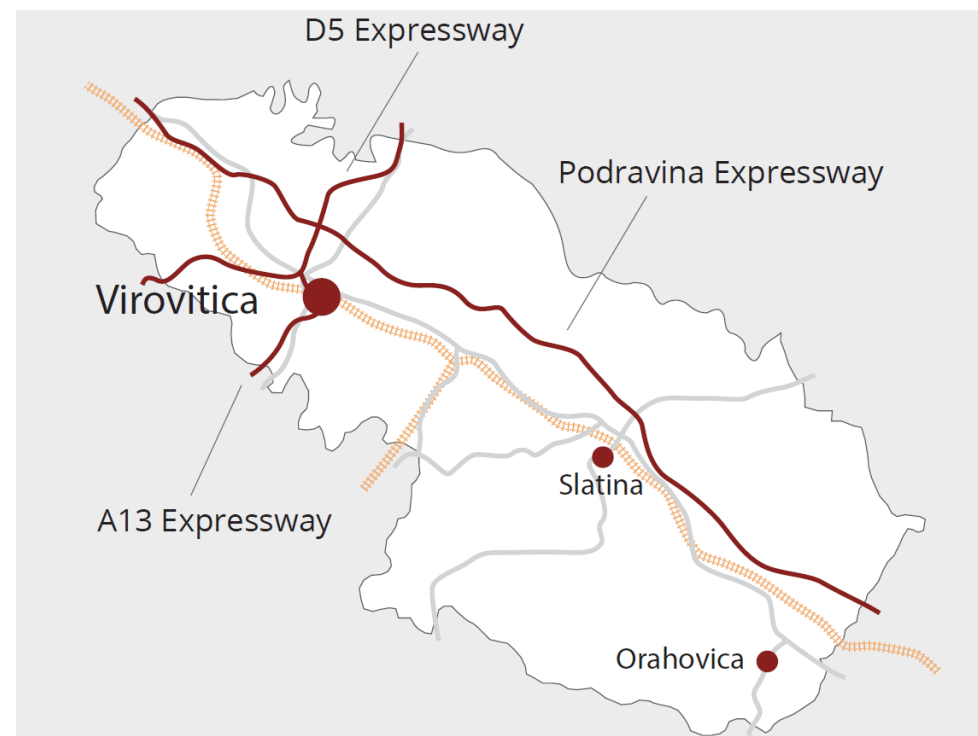 D5 Expressway
Podravina Expressway
Virovitica
Slatina
A13 Expressway
Orahovica